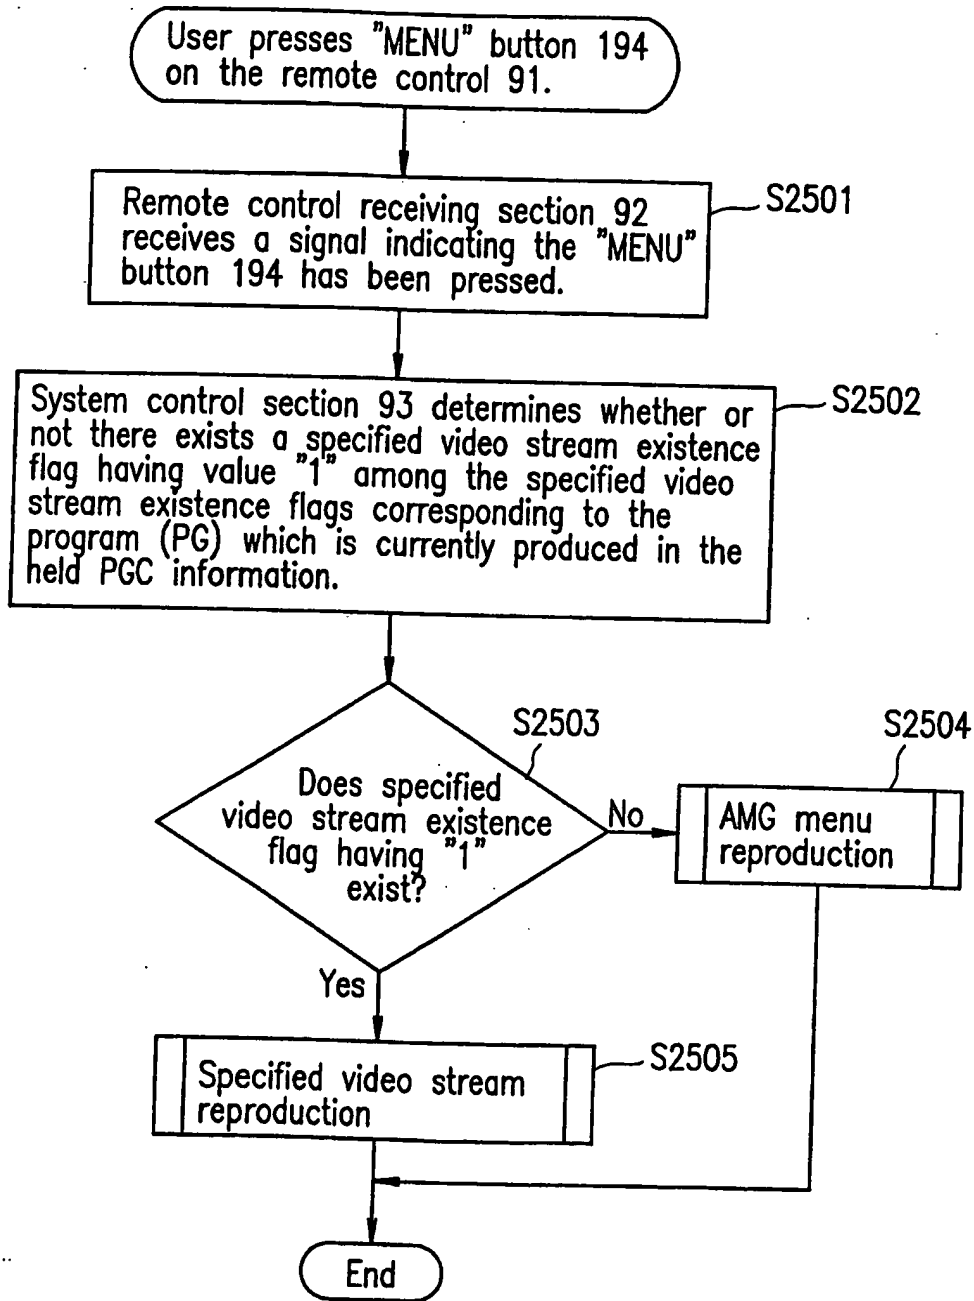 User presses "MENU" button 194
on the remote control 91.
S2501
Remote control receiving section 92
receives a signal indicating the "MENU"
button 194 has been pressed.
S2502
System control section 93 determines whether or
not there exists a specified video stream existence
flag having value "1" among the specified video
stream existence flags corresponding to the
program (PG) which is currently produced in the
held PGC information.
S2503
S2504
Does specified
video stream existence
flag having "1"
exist?
No
AMG menu
reproduction
Yes
S2505
Specified video stream
reproduction
End